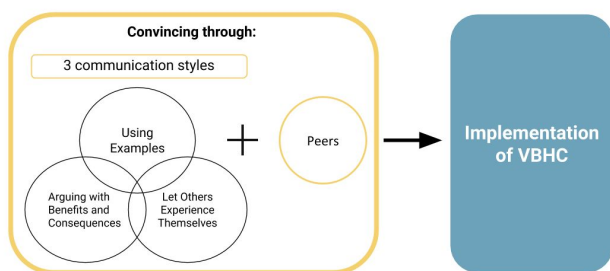 Convincing through:
3 communication styles
Using
Examples
Arguing with
Benefits and
Consequences
Let Others
Experience
Themselves
Peers
Implementation
of VBHC